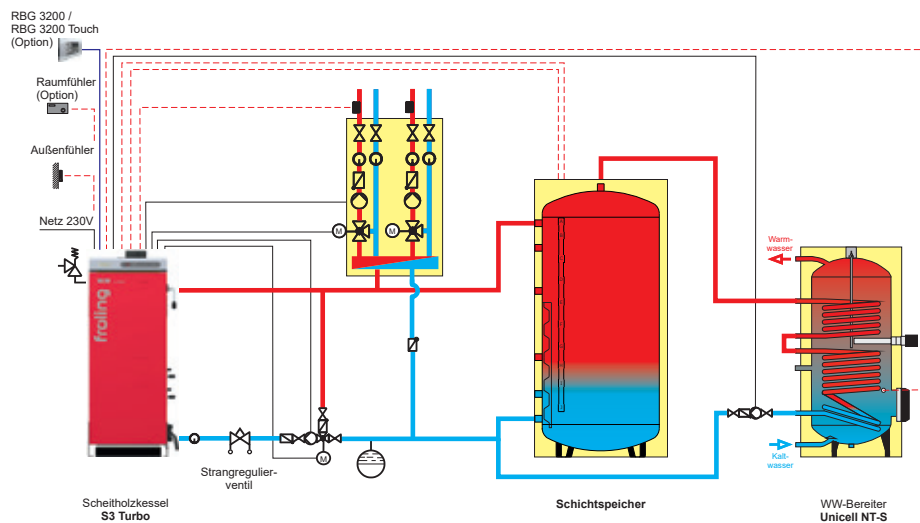 RBG 3200 /
RBG 3200 Touch
(Option)
Raumfühler
(Option)
Außenfühler
Netz 230V
froling
M
M
M
Warm-
wasser
Kalt-
wasser
Strangregulier-
ventil
Scheitholzkessel
S3 Turbo
Schichtspeicher
WW-Bereiter
Unicell NT-S